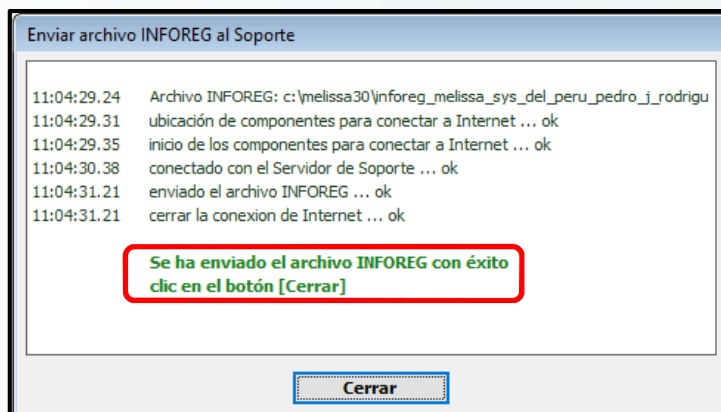 Enviar archivo INFOREG al Soporte
11:04:29.24 Archivo INFOREG: c:\melissa30\inforeg_melissa_sys_del_peru_pedro_j_rodrigu
11:04:29.31 ubicación de componentes para conectar a Internet ... ok
11:04:29.35 inicio de los componentes para conectar a Internet ... ok
11:04:30.38 conectado con el Servidor de Soporte ... ok
11:04:31.21 enviado el archivo INFOREG ... ok
11:04:31.21 cerrar la conexion de Internet ... ok
Se ha enviado el archivo INFOREG con éxito
clic en el botón [Cerrar]
Cerrar